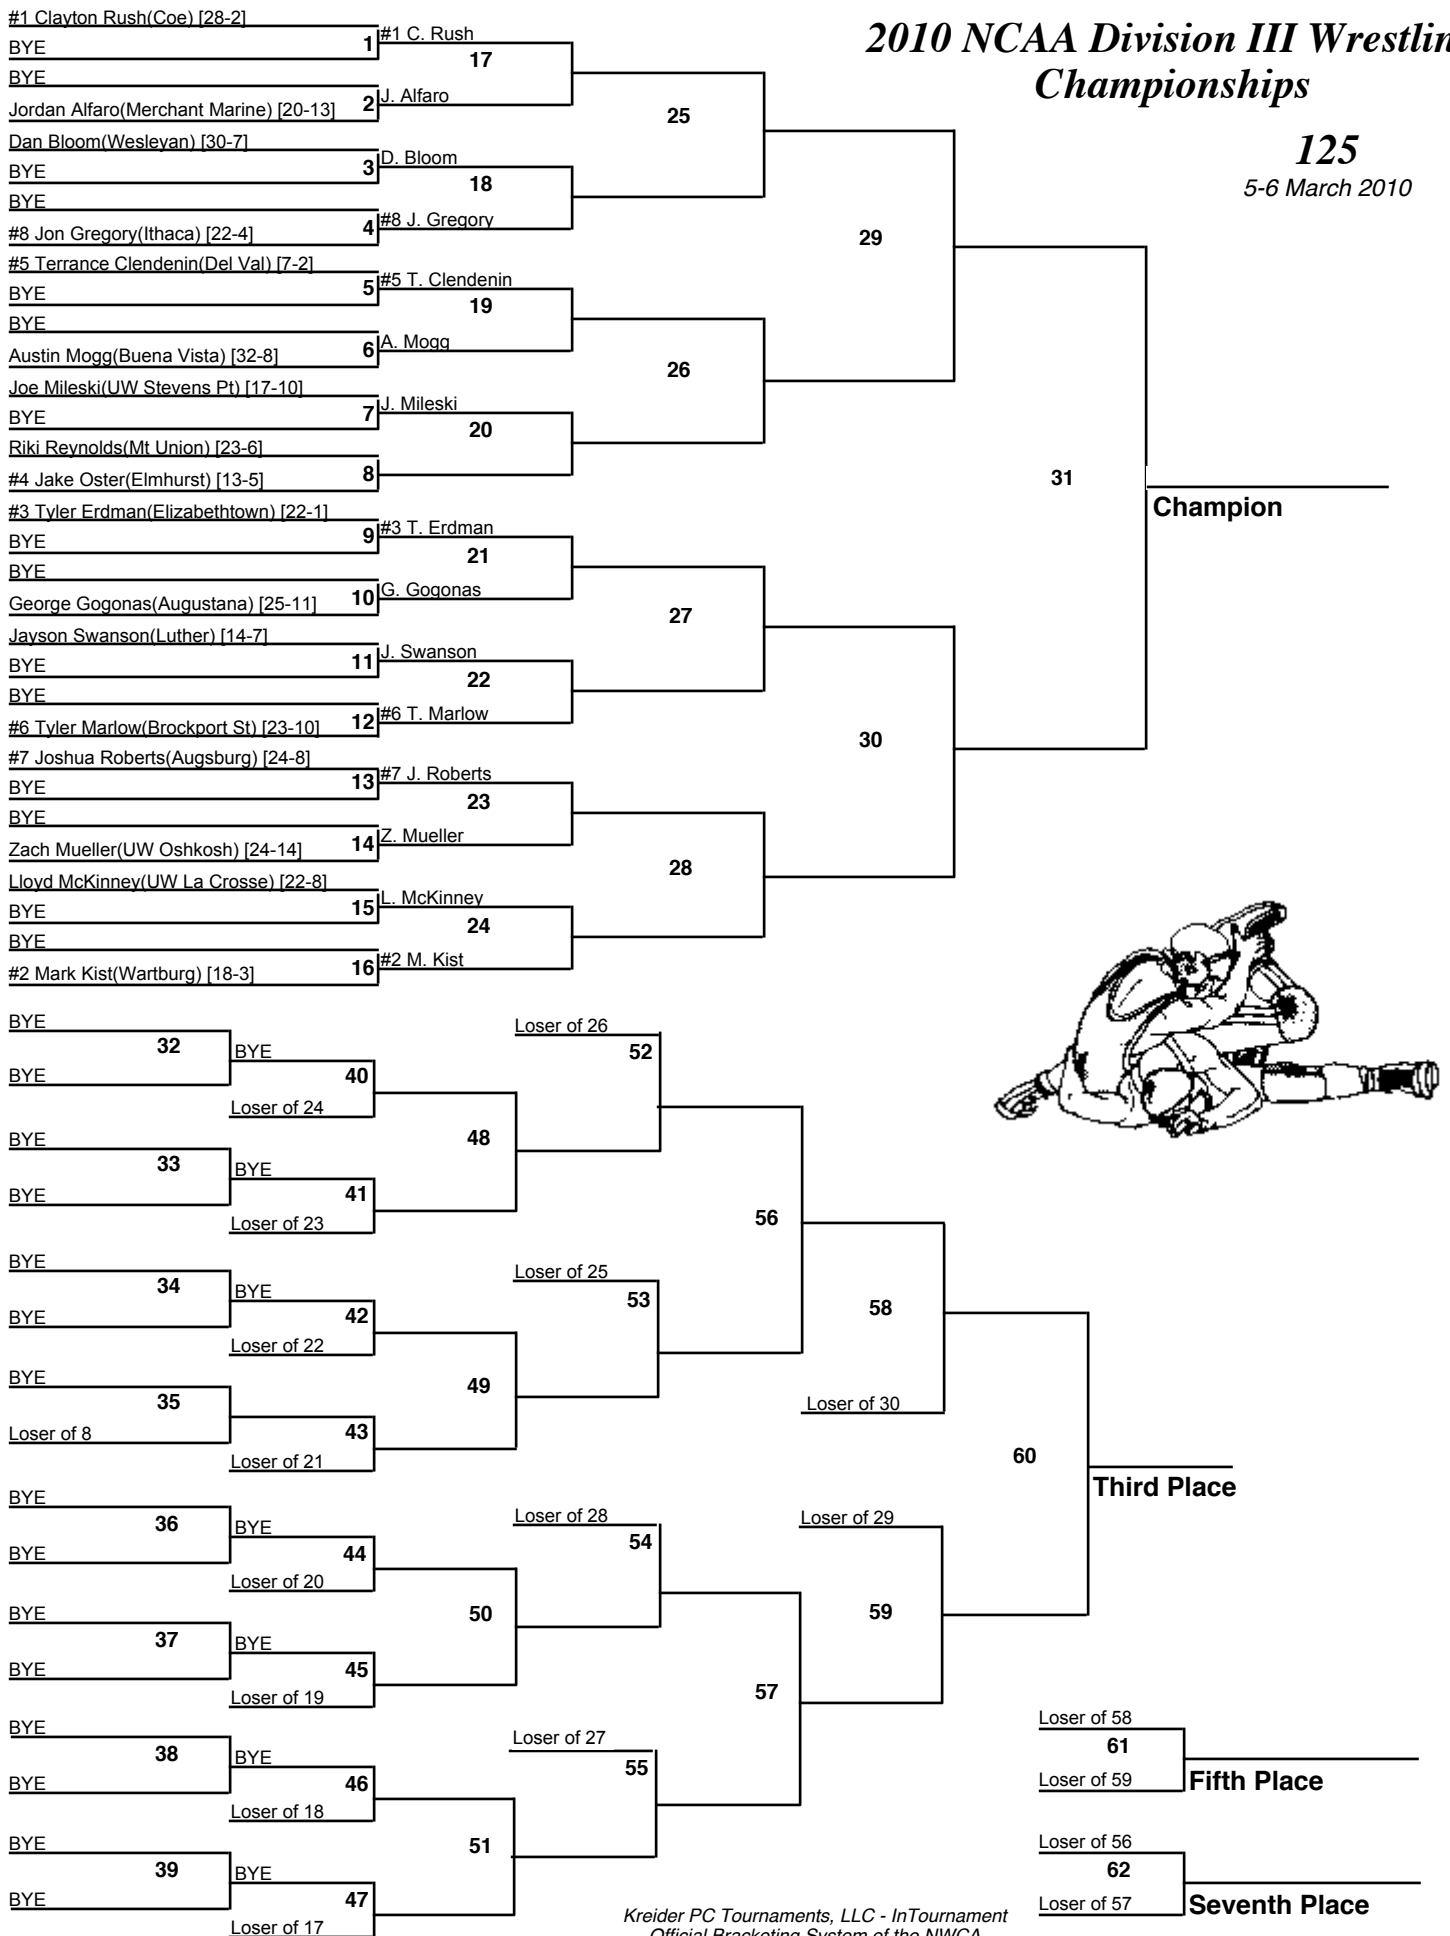 #1 Clayton Rush(Coe) [28-2]
BYE
1
#1 C. Rush
17
BYE
Jordan Alfaro(Merchant Marine) [20-13]
2
J. Alfaro
25
Dan Bloom(Wesleyan) [30-7]
BYE
3
D. Bloom
18
BYE
#8 Jon Gregory(Ithaca) [22-4]
4
#8 J. Gregory
29
#5 Terrance Clendenin(Del Val) [7-2]
BYE
5
#5 T. Clendenin
19
BYE
Austin Mogg(Buena Vista) [32-8]
6
A. Mogg
26
Joe Mileski(UW Stevens Pt) [17-10]
BYE
7
J. Mileski
20
Riki Reynolds(Mt Union) [23-6]
#4 Jake Oster(Elmhurst) [13-5]
8
31
Champion
#3 Tyler Erdman(Elizabethtown) [22-1]
BYE
9
#3 T. Erdman
21
BYE
George Gogonas(Augustana) [25-11]
10
G. Gogonas
27
Jayson Swanson(Luther) [14-7]
BYE
11
J. Swanson
22
BYE
#6 Tyler Marlow(Brockport St) [23-10]
12
#6 T. Marlow
30
#7 Joshua Roberts(Augsburg) [24-8]
BYE
13
#7 J. Roberts
23
BYE
Zach Mueller(UW Oshkosh) [24-14]
14
Z. Mueller
28
Lloyd McKinney(UW La Crosse) [22-8]
BYE
15
L. McKinney
24
BYE
#2 Mark Kist(Wartburg) [18-3]
16
#2 M. Kist
2010 NCAA Division III Wrestlin
Championships
125
5-6 March 2010
BYE
32
BYE
BYE
40
Loser of 24
48
Loser of 26
52
BYE
33
BYE
BYE
41
Loser of 23
56
BYE
34
BYE
BYE
42
Loser of 22
49
Loser of 25
53
58
BYE
35
Loser of 8
43
Loser of 21
Loser of 30
60
Third Place
BYE
36
BYE
BYE
44
Loser of 20
50
Loser of 28
54
Loser of 29
59
BYE
37
BYE
BYE
45
Loser of 19
57
BYE
38
BYE
BYE
46
Loser of 18
51
Loser of 27
55
BYE
39
BYE
BYE
47
Loser of 17
Loser of 58
61
Loser of 59
Fifth Place
Loser of 56
62
Loser of 57
Seventh Place
Kreider PC Tournaments, LLC - InTournament
Official Bracketing System of the NWCA